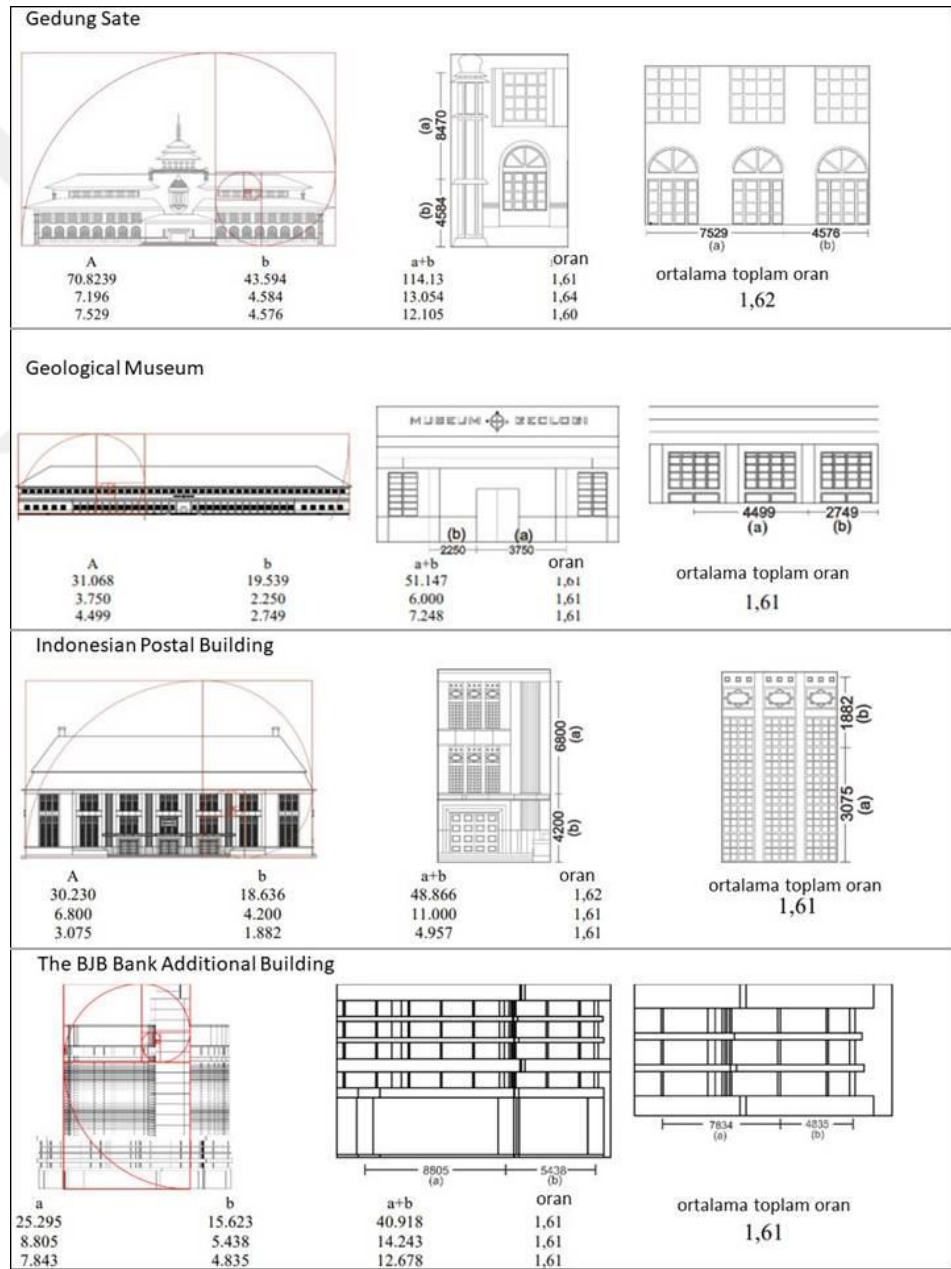 Gedung Sate
(a)
8470
(b)
4584
7529
(a)
4576
(b)
A b a+b oran
70.8239 43.594 114.13 1,61
7.196 4.584 13.054 1,64
7.529 4.576 12.105 1,60
ortalama toplam oran
1,62
Geological Museum
MUSEUM GEOLOGI
(b) (a)
2250 3750
4499 2749
(a) (b)
A b a+b oran
31.068 19.539 51.147 1,61
3.750 2.250 6.000 1,61
4.499 2.749 7.248 1,61
ortalama toplam oran
1,61
Indonesian Postal Building
6800
(a)
4200
(b)
1882
(b)
3075
(a)
A b a+b oran
30.230 18.636 48.866 1,62
6.800 4.200 11.000 1,61
3.075 1.882 4.957 1,61
ortalama toplam oran
1,61
The BJB Bank Additional Building
8805 5438
(a) (b)
7834 4835
(a) (b)
a b a+b oran
25.295 15.623 40.918 1,61
8.805 5.438 14.243 1,61
7.843 4.835 12.678 1,61
ortalama toplam oran
1,61